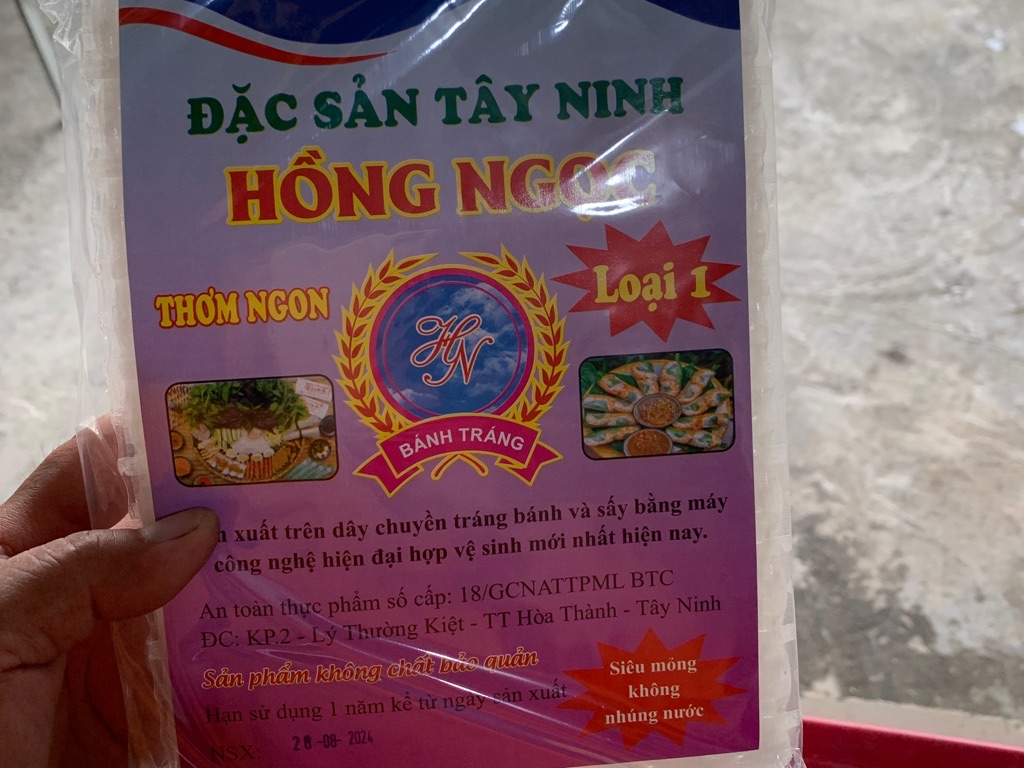 ĐẶC SẢN TÂY NINH
HỒNG NGỌC
THƠM NGON
Loại 1
HN
BÁNH TRÁNG
xuất trên dây chuyền tráng bánh và sấy bằng máy
công nghệ hiện đại hợp vệ sinh mới nhất hiện nay.
An toàn thực phẩm số cấp: 18/GCNATTPML BTC
ĐC: KP.2 - Lý Thường Kiệt - TT Hòa Thành - Tây Ninh
Sản phẩm không chất bảo quản
Hạn sử dụng 1 năm kể từ ngày sản xuất
NSX: 28-08-2024
Siêu mỏng
không
nhúng nước